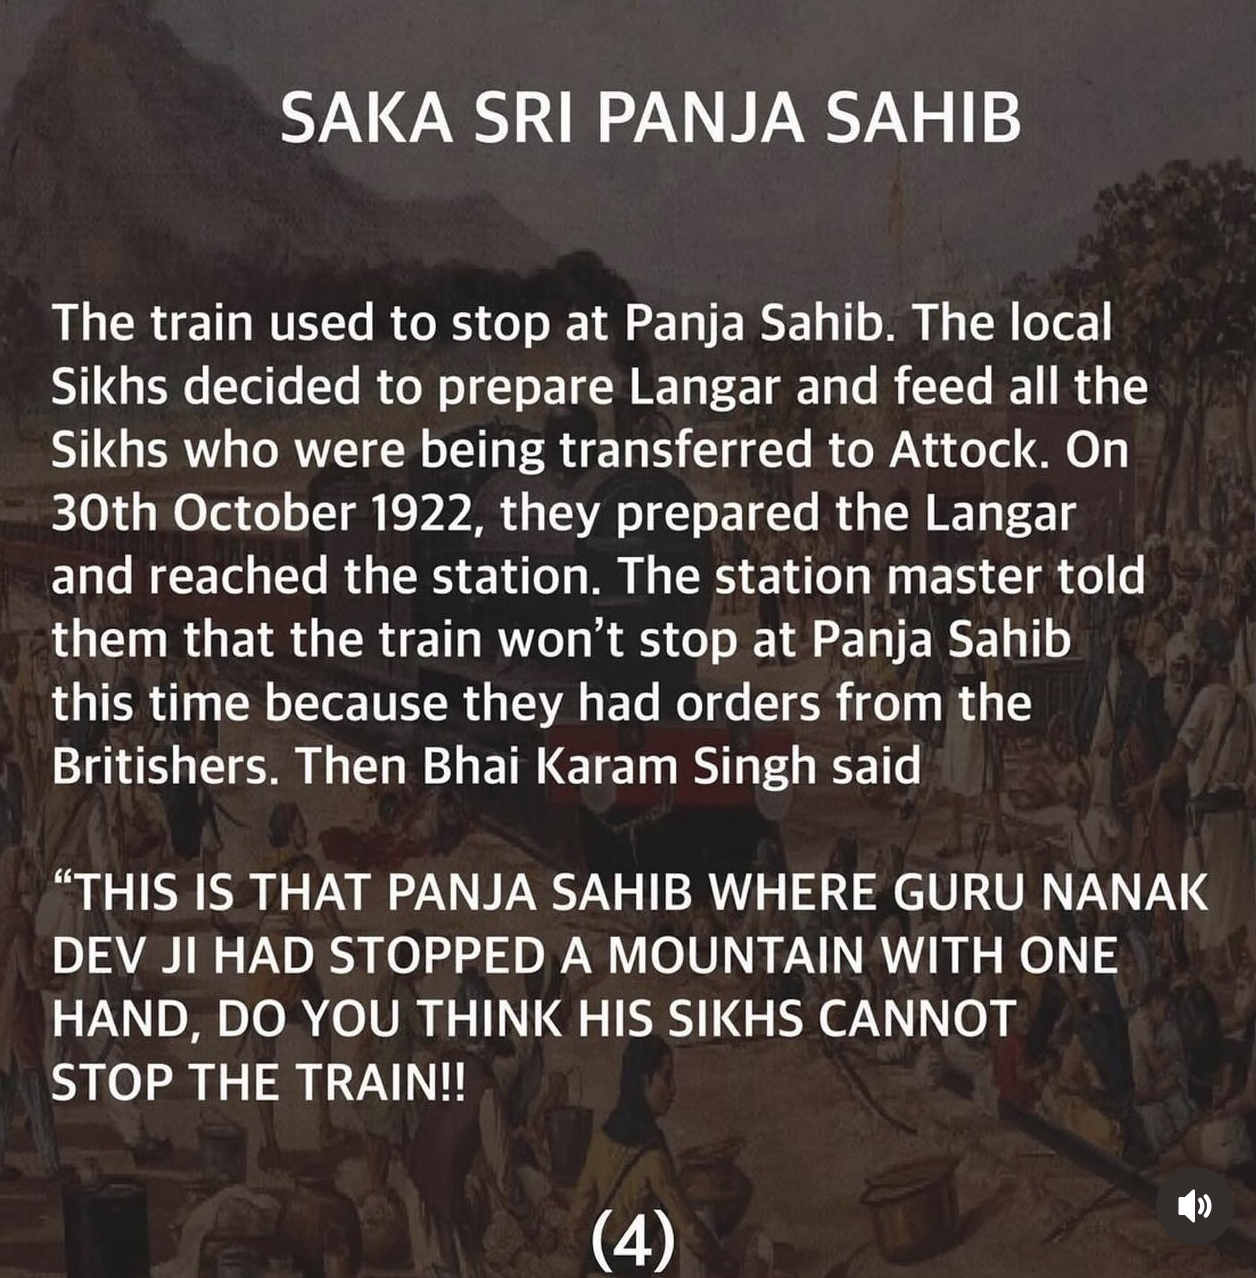 SAKA SRI PANJA SAHIB
The train used to stop at Panja Sahib. The local
Sikhs decided to prepare Langar and feed all the
Sikhs who were being transferred to Attock. On
30th October 1922, they prepared the Langar
and reached the station. The station master told
them that the train won’t stop at Panja Sahib
this time because they had orders from the
Britishers. Then Bhai Karam Singh said
“THIS IS THAT PANJA SAHIB WHERE GURU NANAK
DEV JI HAD STOPPED A MOUNTAIN WITH ONE
HAND, DO YOU THINK HIS SIKHS CANNOT
STOP THE TRAIN!!
(4)